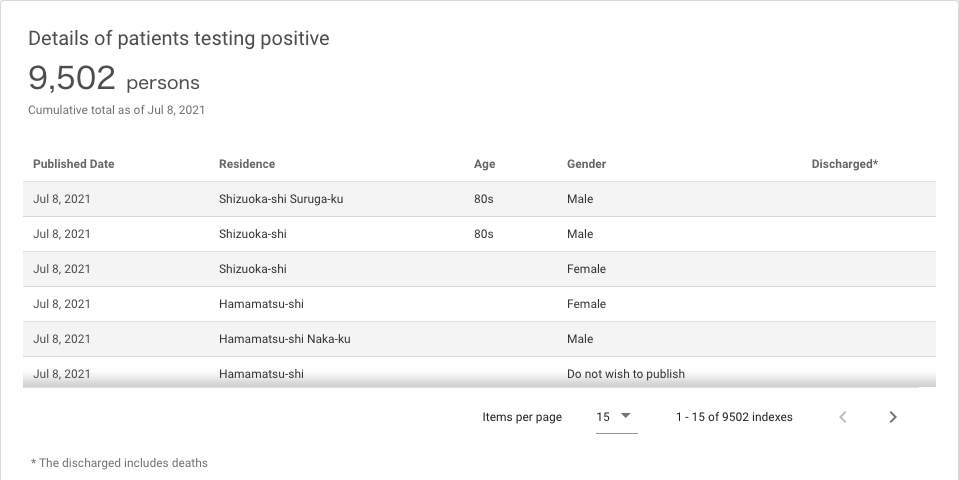 Details of patients testing positive
9,502 persons
Cumulative total as of Jul 8, 2021
Published Date Residence Age Gender Discharged*
Jul 8, 2021 Shizuoka-shi Suruga-ku 80s Male
Jul 8, 2021 Shizuoka-shi 80s Male
Jul 8, 2021 Shizuoka-shi Female
Jul 8, 2021 Hamamatsu-shi Female
Jul 8, 2021 Hamamatsu-shi Naka-ku Male
Jul 8, 2021 Hamamatsu-shi Do not wish to publish
Items per page 15 1 - 15 of 9502 indexes
* The discharged includes deaths